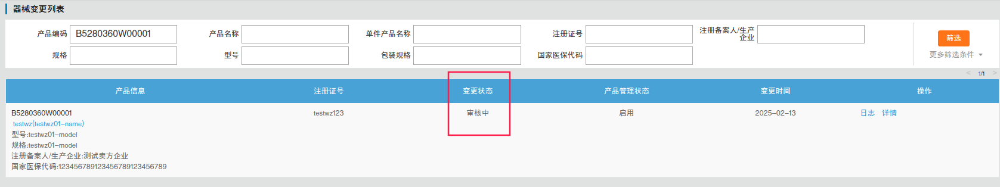 器械变更列表
产品编码 B5280360W00001 产品名称 单件产品名称 注册证号 注册备案人/生产
企业
筛选
规格 型号 包装规格 国家医保代码 更多筛选条件
< 1/1 >
产品信息 注册证号 变更状态 产品管理状态 变更时间 操作
B5280360W00001 testwz123 审核中 启用 2025-02-13 日志 详情
testwz(testwz01-name)
型号:testwz01-model
规格:testwz01-model
注册备案人/生产企业:测试卖方企业
国家医保代码:123456789123456789123456789